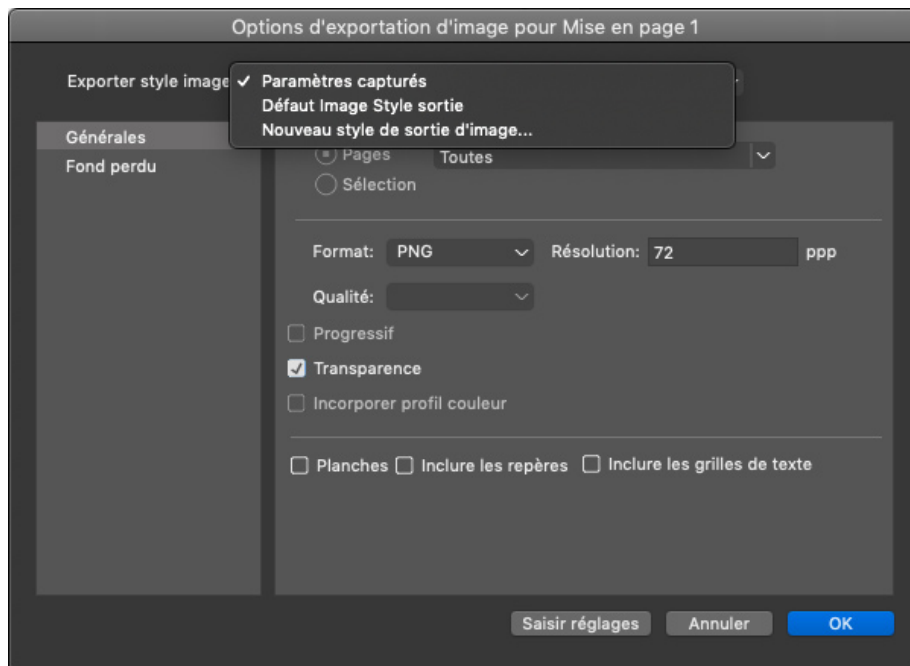 Options d'exportation d'image pour Mise en page 1
Exporter style image
✓ Paramètres capturés
Défaut Image Style sortie
Nouveau style de sortie d'image...
Générales
Fond perdu
Pages Toutes
Sélection
Format: PNG Résolution: 72 ppp
Qualité:
Progressif
Transparence
Incorporer profil couleur
Planches Inclure les repères Inclure les grilles de texte
Saisir réglages Annuler OK